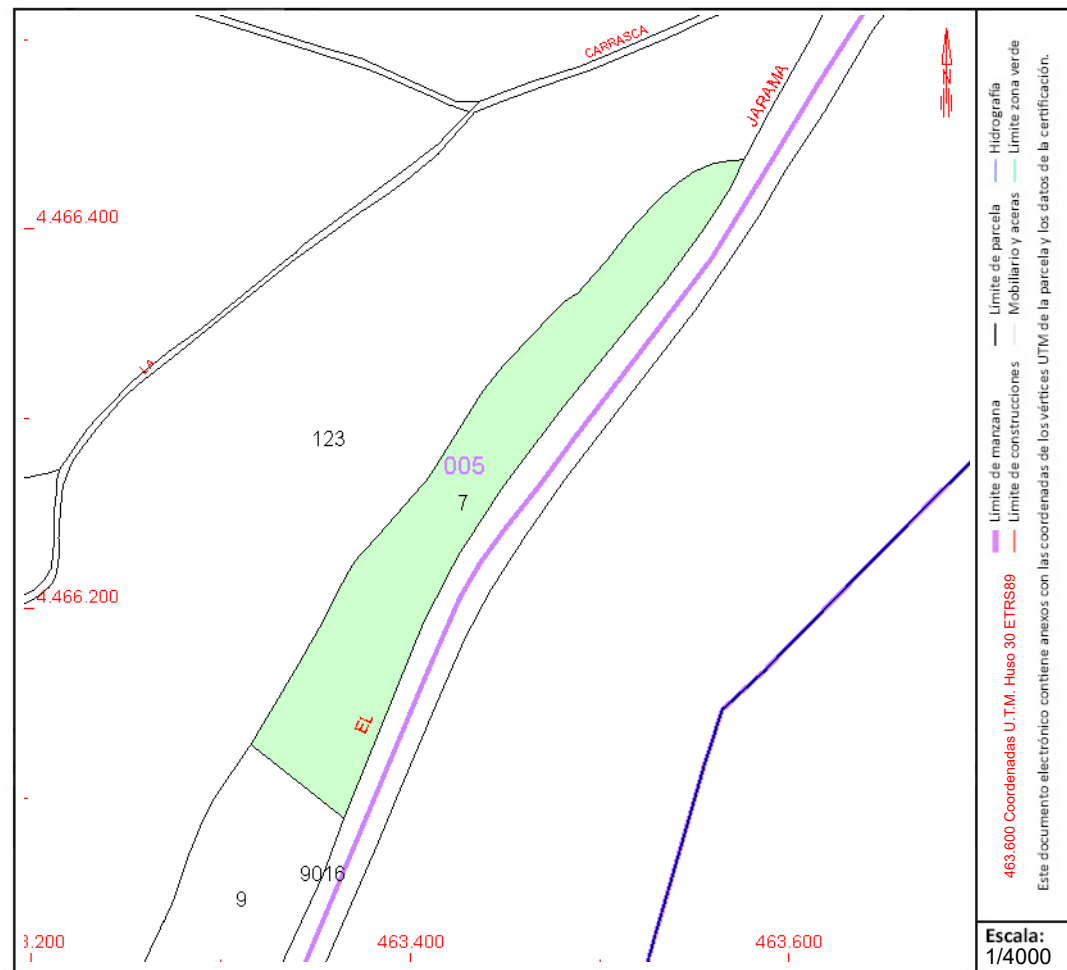 CARRASCA
JARAMA
4.466.400
LA
123
005
7
4.466.200
EL
9016
9
463.400
463.600
N
Límite de manzana
Límite de parcela
Hidrografía
Límite de construcciones
Mobiliario y aceras
Límite zona verde
463.600 Coordenadas U.T.M. Huso 30 ETRS89
Este documento electrónico contiene anexos con las coordenadas de los vértices UTM de la parcela y los datos de la certificación.
Escala:
1/4000